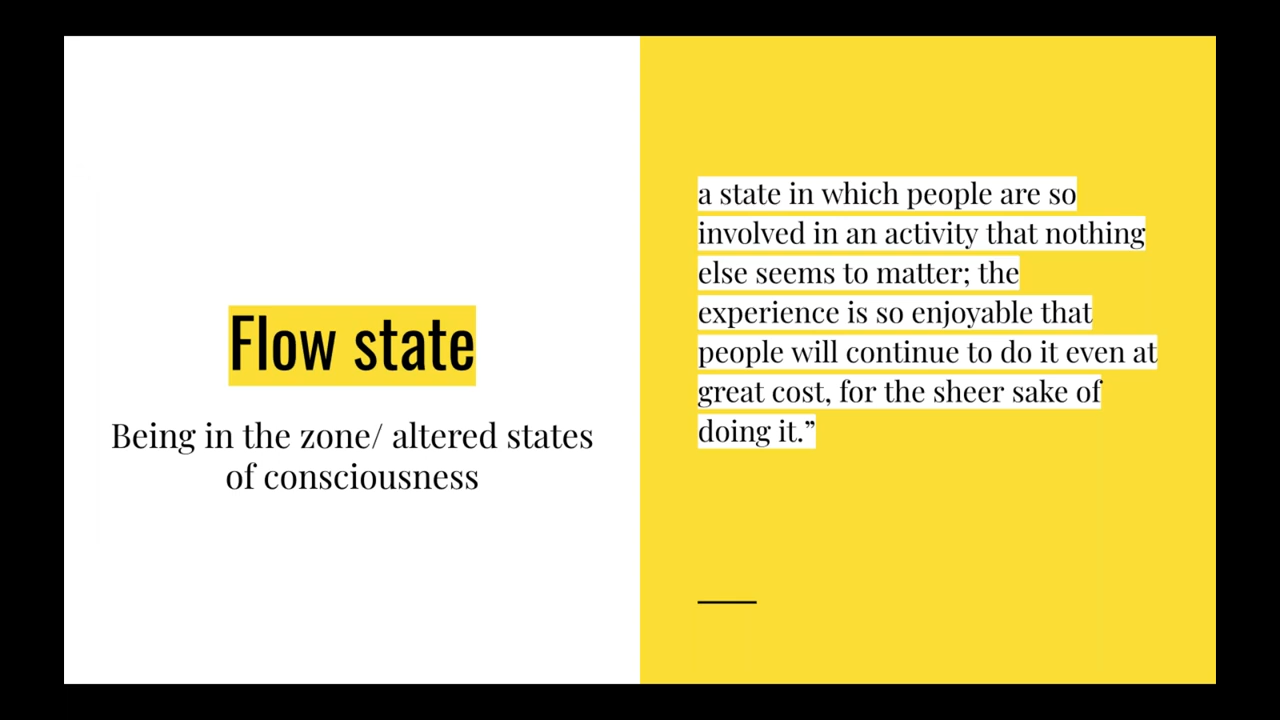 Flow state
Being in the zone/ altered states
of consciousness
a state in which people are so
involved in an activity that nothing
else seems to matter; the
experience is so enjoyable that
people will continue to do it even at
great cost, for the sheer sake of
doing it.”